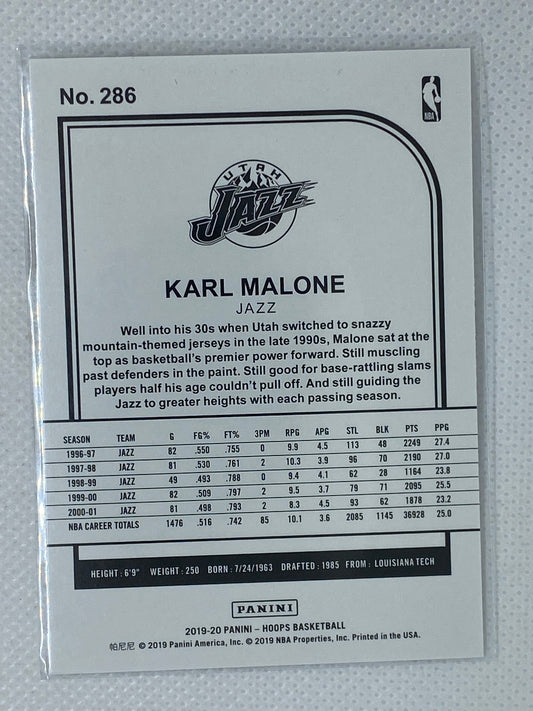 No. 286
NBA
UTAH
JAZZ
KARL MALONE
JAZZ
Well into his 30s when Utah switched to snazzy
mountain-themed jerseys in the late 1990s, Malone sat at the
top as basketball's premier power forward. Still muscling
past defenders in the paint. Still good for base-rattling slams
players half his age couldn't pull off. And still guiding the
Jazz to greater heights with each passing season.
SEASON TEAM G FG% FT% 3PM RPG APG STL BLK PTS PPG
1996-97 JAZZ 82 .550 .755 0 9.9 4.5 113 48 2249 27.4
1997-98 JAZZ 81 .530 .761 2 10.3 3.9 96 70 2190 27.0
1998-99 JAZZ 49 .493 .788 0 9.4 4.1 62 28 1164 23.8
1999-00 JAZZ 82 .509 .797 2 9.5 3.7 79 71 2095 25.5
2000-01 JAZZ 81 .498 .793 2 8.3 4.5 93 62 1878 23.2
NBA CAREER TOTALS 1476 .516 .742 85 10.1 3.6 2085 1145 36928 25.0
HEIGHT: 6'9" WEIGHT: 250 BORN: 7/24/1963 DRAFTED: 1985 FROM: LOUISIANA TECH
PANINI
2019-20 PANINI – HOOPS BASKETBALL
帕尼尼 © 2019 Panini America, Inc. © 2019 NBA Properties, Inc. Printed in the USA.